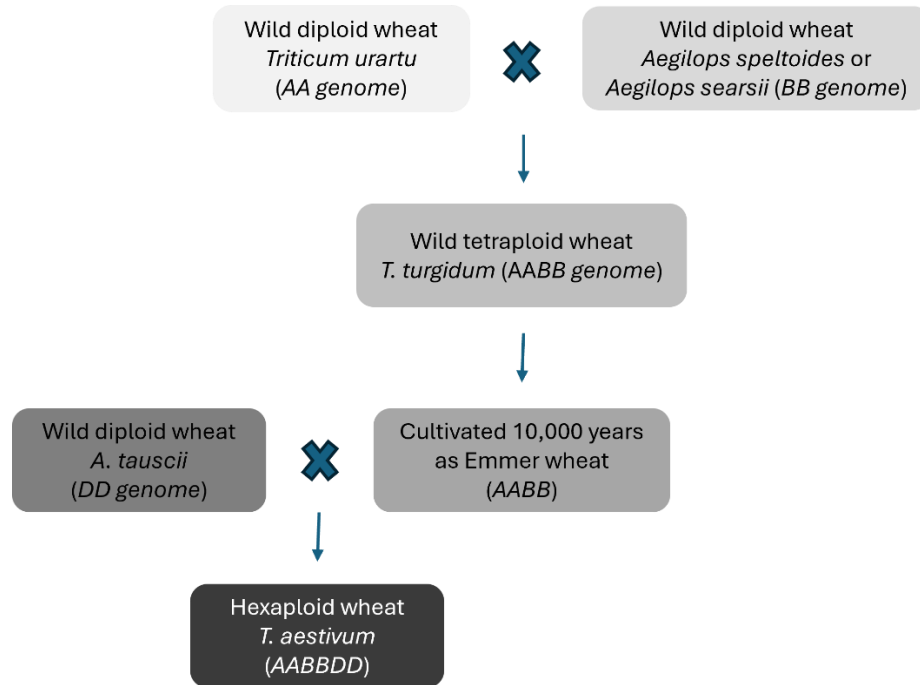 Wild diploid wheat
Triticum urartu
(AA genome)
Wild diploid wheat
Aegilops speltoides or
Aegilops searsii (BB genome)
Wild tetraploid wheat
T. turgidum (AABB genome)
Wild diploid wheat
A. tauscii
(DD genome)
Cultivated 10,000 years
as Emmer wheat
(AABB)
Hexaploid wheat
T. aestivum
(AABBDD)